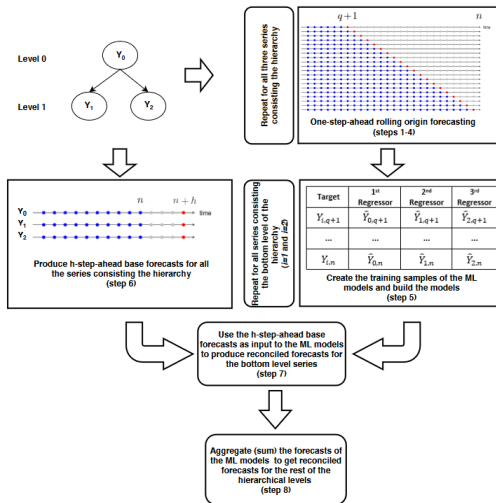 Level 0
Y0
Level 1
Y1
Y2
Repeat for all three series
consisting the hierarchy
q+1
n
time
One-step-ahead rolling origin forecasting
(steps 1-4)
n
n+h
Y0
time
Y1
Y2
Produce h-step-ahead base forecasts for all
the series consisting the hierarchy
(step 6)
Repeat for all series consisting
the bottom level of the
hierarchy
(i=1 and i=2)
Target
1st Regressor
2nd Regressor
3rd Regressor
Yi,q+1
Ŷ0,q+1
Ŷ1,q+1
Ŷ2,q+1
...
...
...
...
Yi,n
Ŷ0,n
Ŷ1,n
Ŷ2,n
Create the training samples of the ML
models and build the models
(step 5)
Use the h-step-ahead base
forecasts as input to the ML models
to produce reconciled forecasts for
the bottom level series
(step 7)
Aggregate (sum) the forecasts of
the ML models to get reconciled
forecasts for the rest of the
hierarchical levels
(step 8)